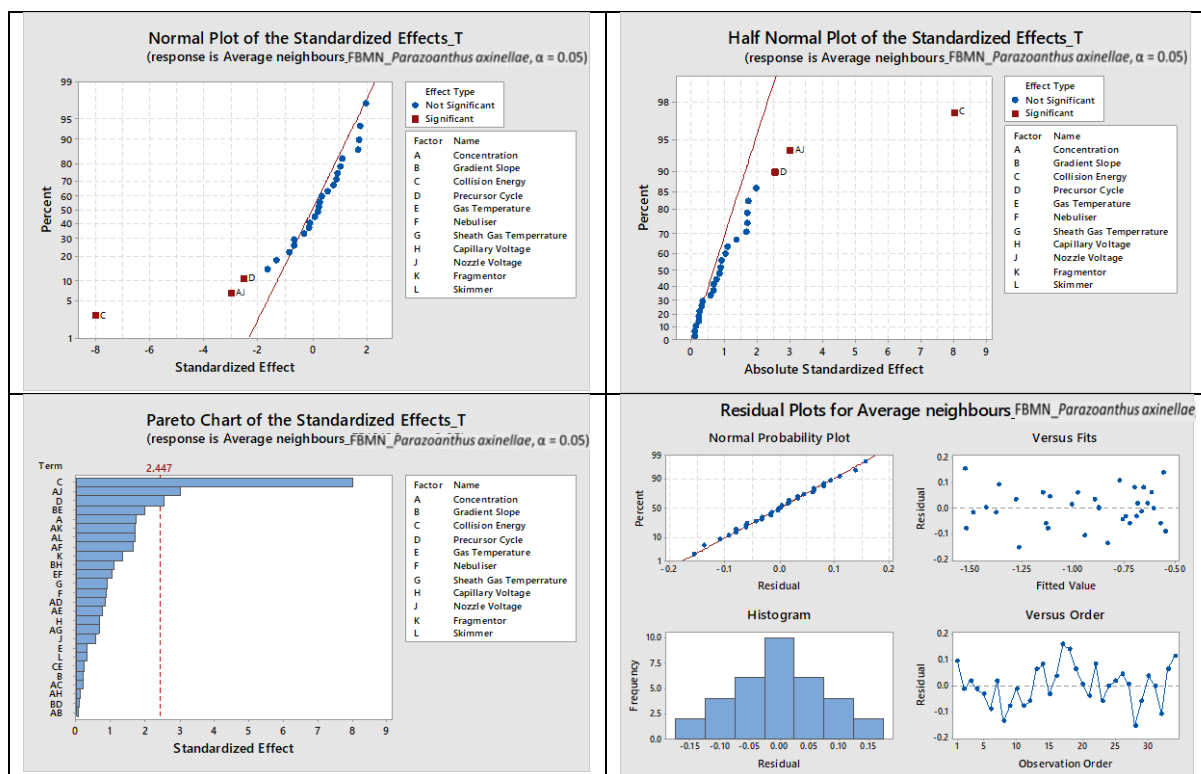 Normal Plot of the Standardized Effects_T
(response is Average neighbours_FBMN_Parazoanthus axinellae, α = 0.05)
99
95
90
80
70
60
50
40
30
20
10
5
1
Percent
-8
-6
-4
-2
0
2
Standardized Effect
C
AJ
D
Effect Type
Not Significant
Significant
Factor Name
A Concentration
B Gradient Slope
C Collision Energy
D Precursor Cycle
E Gas Temperature
F Nebuliser
G Sheath Gas Temperrature
H Capillary Voltage
J Nozzle Voltage
K Fragmentor
L Skimmer
Half Normal Plot of the Standardized Effects_T
(response is Average neighbours_FBMN_Parazoanthus axinellae, α = 0.05)
98
95
90
85
80
70
60
50
40
30
20
10
0
Percent
0 1 2 3 4 5 6 7 8 9
Absolute Standardized Effect
C
AJ
D
Effect Type
Not Significant
Significant
Factor Name
A Concentration
B Gradient Slope
C Collision Energy
D Precursor Cycle
E Gas Temperature
F Nebuliser
G Sheath Gas Temperrature
H Capillary Voltage
J Nozzle Voltage
K Fragmentor
L Skimmer
Pareto Chart of the Standardized Effects_T
(response is Average neighbours_FBMN_Parazoanthus axinellae, α = 0.05)
Term
2.447
C
AJ
D
BE
A
AK
AL
AF
K
BH
EF
G
F
AD
AE
H
AG
J
E
L
CE
B
AC
AH
BD
AB
0 1 2 3 4 5 6 7 8 9
Standardized Effect
Factor Name
A Concentration
B Gradient Slope
C Collision Energy
D Precursor Cycle
E Gas Temperature
F Nebuliser
G Sheath Gas Temperrature
H Capillary Voltage
J Nozzle Voltage
K Fragmentor
L Skimmer
Residual Plots for Average neighbours_FBMN_Parazoanthus axinellae,
Normal Probability Plot
99
90
50
10
1
Percent
-0.2 -0.1 0.0 0.1 0.2
Residual
Versus Fits
0.2
0.1
0.0
-0.1
-0.2
Residual
-1.50 -1.25 -1.00 -0.75 -0.50
Fitted Value
Histogram
10.0
7.5
5.0
2.5
0.0
Frequency
-0.15 -0.10 -0.05 0.00 0.05 0.10 0.15
Residual
Versus Order
0.2
0.1
0.0
-0.1
-0.2
Residual
1 5 10 15 20 25 30
Observation Order